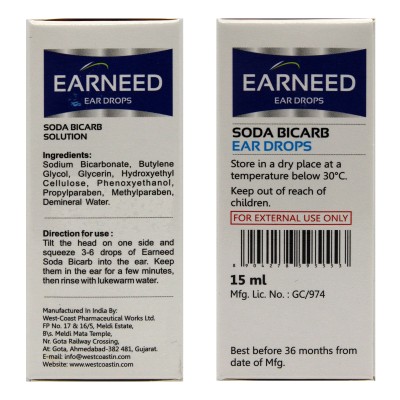 EARNEED
EAR DROPS
SODA BICARB
SOLUTION
Ingredients:
Sodium Bicarbonate, Butylene
Glycol, Glycerin, Hydroxyethyl
Cellulose, Phenoxyethanol,
Propylparaben, Methylparaben,
Demineral Water.
Direction for use :
Tilt the head on one side and
squeeze 3-6 drops of Earneed
Soda Bicarb into the ear. Keep
them in the ear for a few minutes,
then rinse with lukewarm water.
Manufactured In India By:
West-Coast Pharmaceutical Works Ltd.
FP No. 17 & 16/5, Meldi Estate,
B\s. Meldi Mata Temple,
Nr. Gota Railway Crossing,
At: Gota, Ahmedabad-382 481, Gujarat.
E-mail: info@westcoastin.com
Website: www.westcoastin.com
EARNEED
EAR DROPS
SODA BICARB
EAR DROPS
Store in a dry place at a
temperature below 30°C.
Keep out of reach of
children.
FOR EXTERNAL USE ONLY
15 ml
Mfg. Lic. No. : GC/974
Best before 36 months from
date of Mfg.